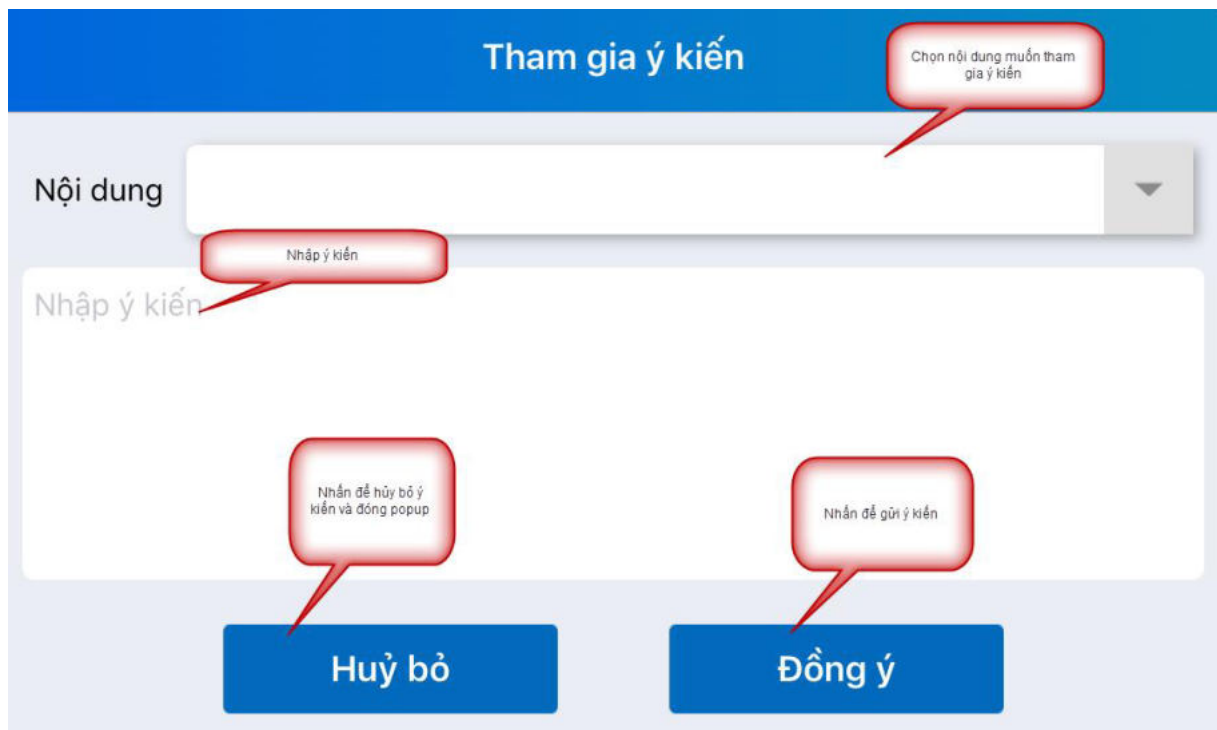 Tham gia ý kiến
Chọn nội dung muốn tham
gia ý kiến
Nội dung
Nhập ý kiến
Nhập ý kiến
Nhấn để hủy bỏ ý
kiến và đóng popup
Nhấn để gửi ý kiến
Huỷ bỏ
Đồng ý